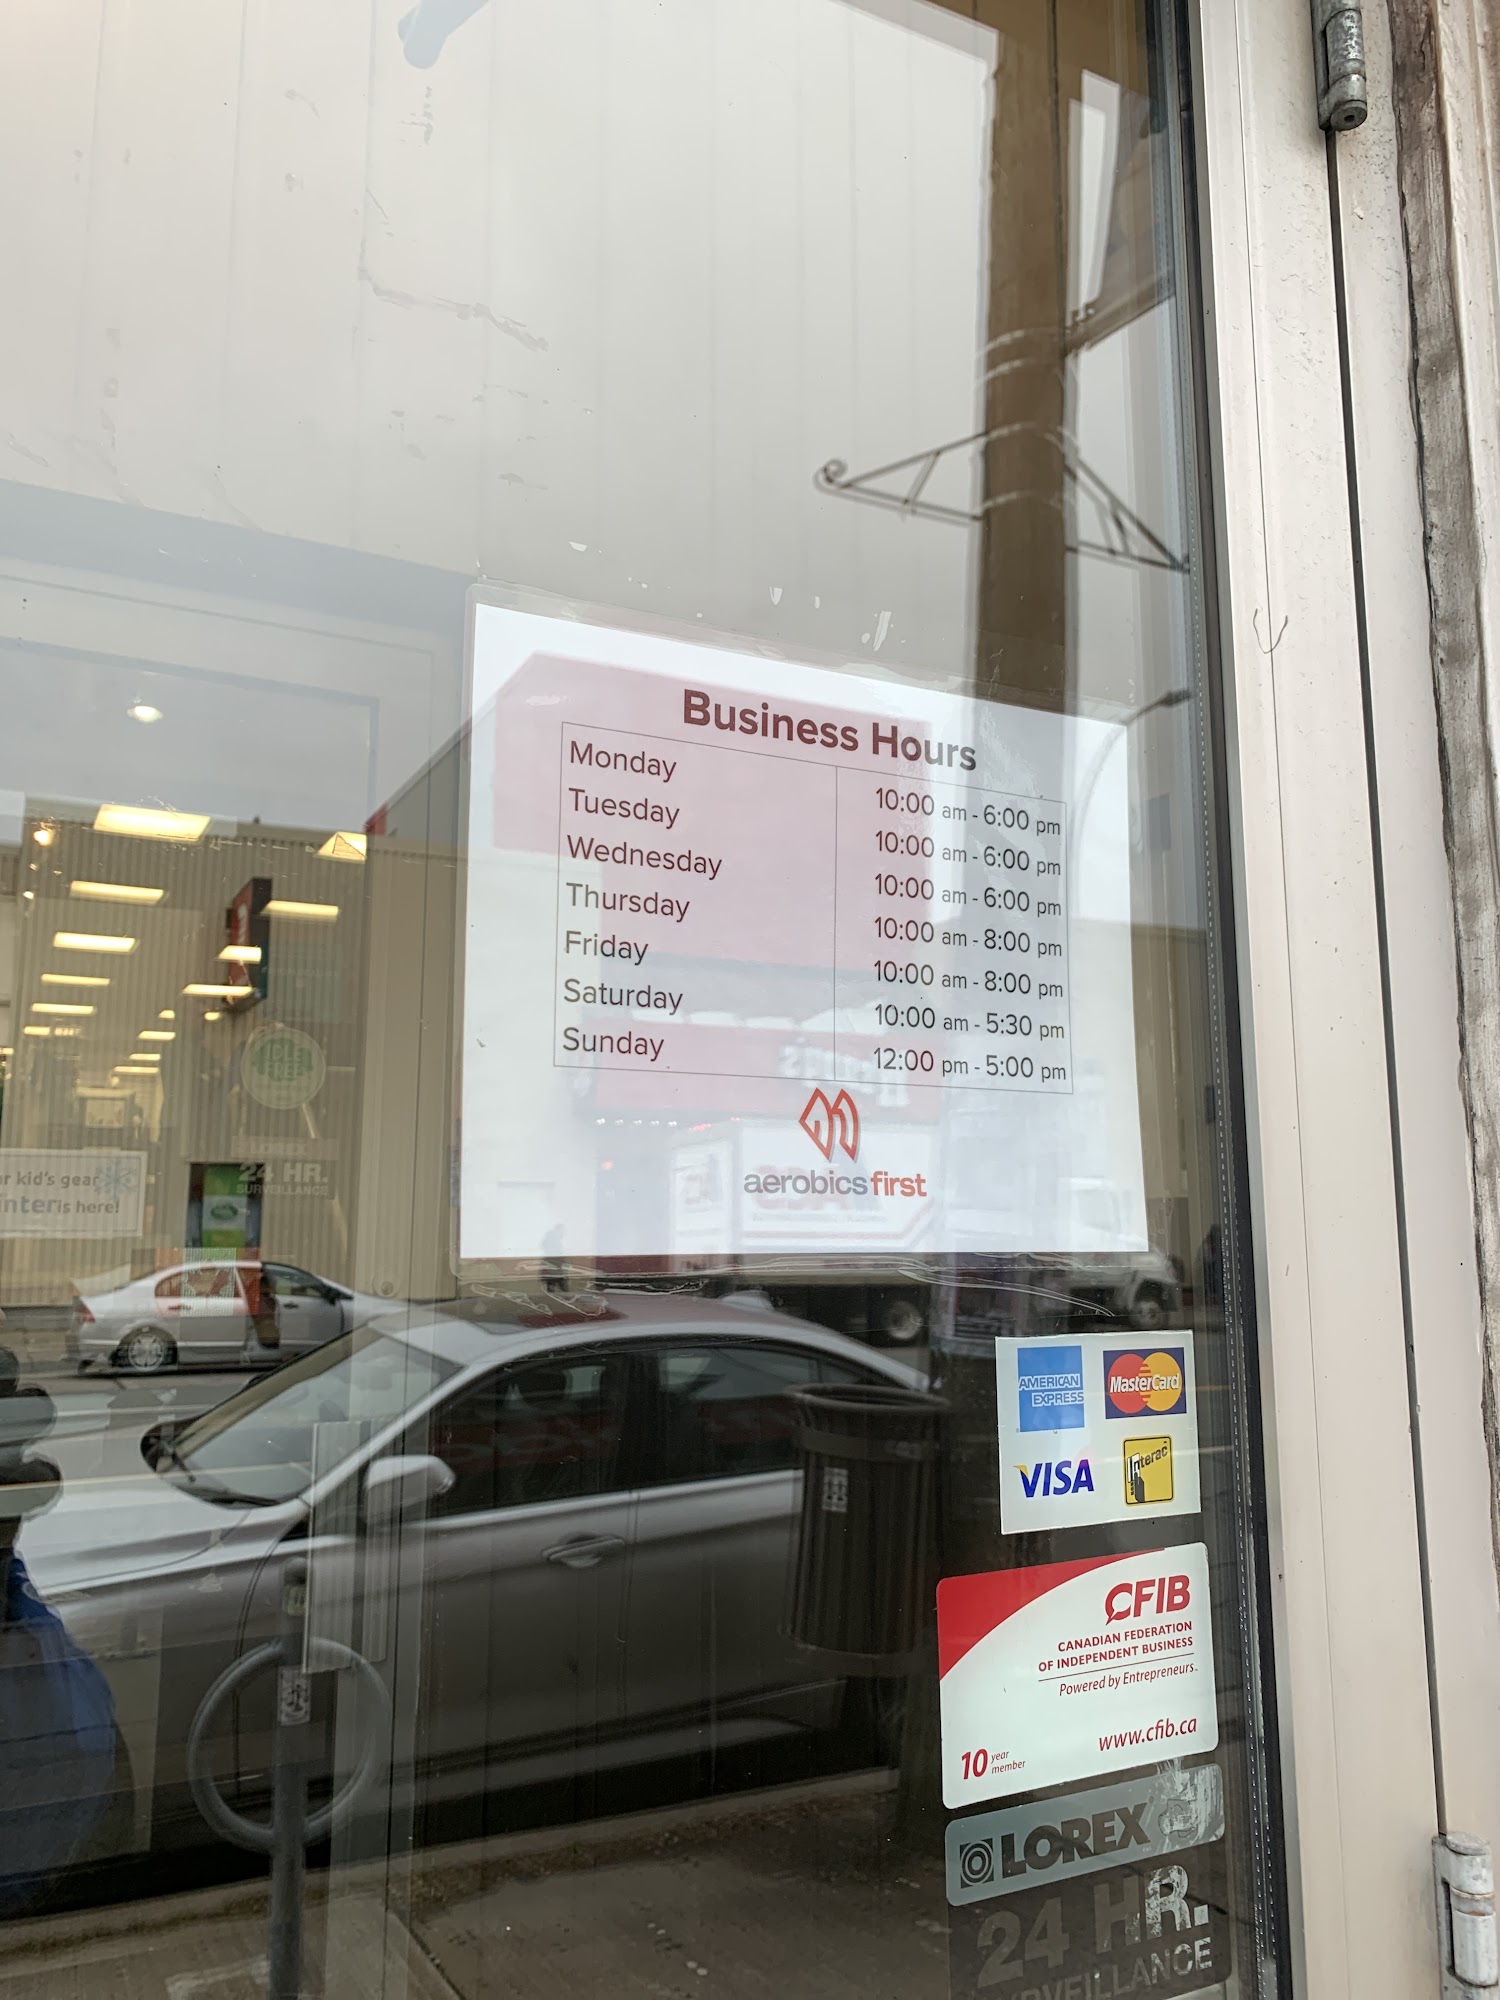 Business Hours
Monday 10:00 am - 6:00 pm
Tuesday 10:00 am - 6:00 pm
Wednesday 10:00 am - 6:00 pm
Thursday 10:00 am - 8:00 pm
Friday 10:00 am - 8:00 pm
Saturday 10:00 am - 5:30 pm
Sunday 12:00 pm - 5:00 pm
aerobics first
IDLE
FREE
24 HR.
SURVEILLANCE
kid's gear
is here!
AMERICAN
EXPRESS
MasterCard
VISA
Interac
CFIB
CANADIAN FEDERATION
OF INDEPENDENT BUSINESS
Powered by Entrepreneurs
www.cfib.ca
10 year
member
LOREX
24 HR.
SURVEILLANCE